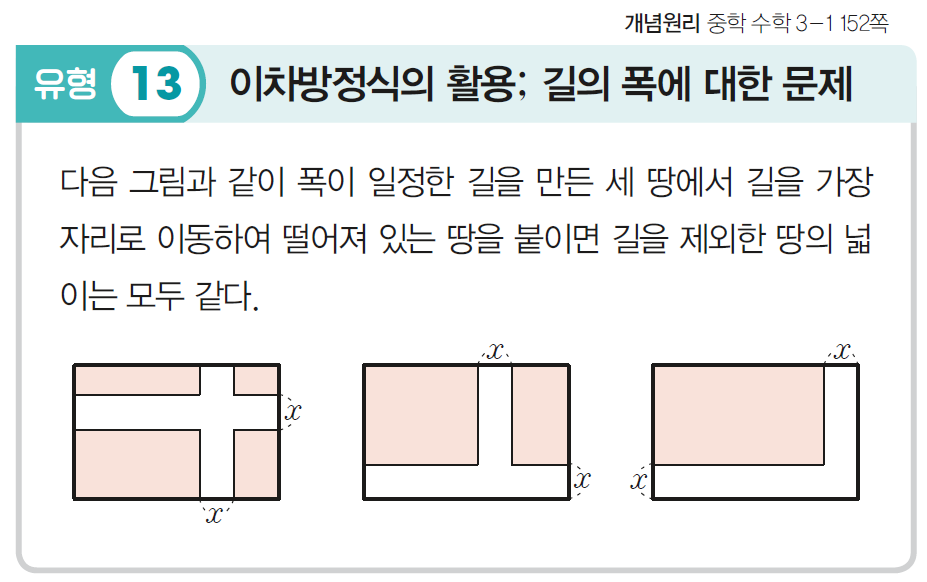 개념원리 중학 수학 3-1 152쪽
유형 13 이차방정식의 활용; 길의 폭에 대한 문제
다음 그림과 같이 폭이 일정한 길을 만든 세 땅에서 길을 가장
자리로 이동하여 떨어져 있는 땅을 붙이면 길을 제외한 땅의 넓
이는 모두 같다.
x x
x
x x
x